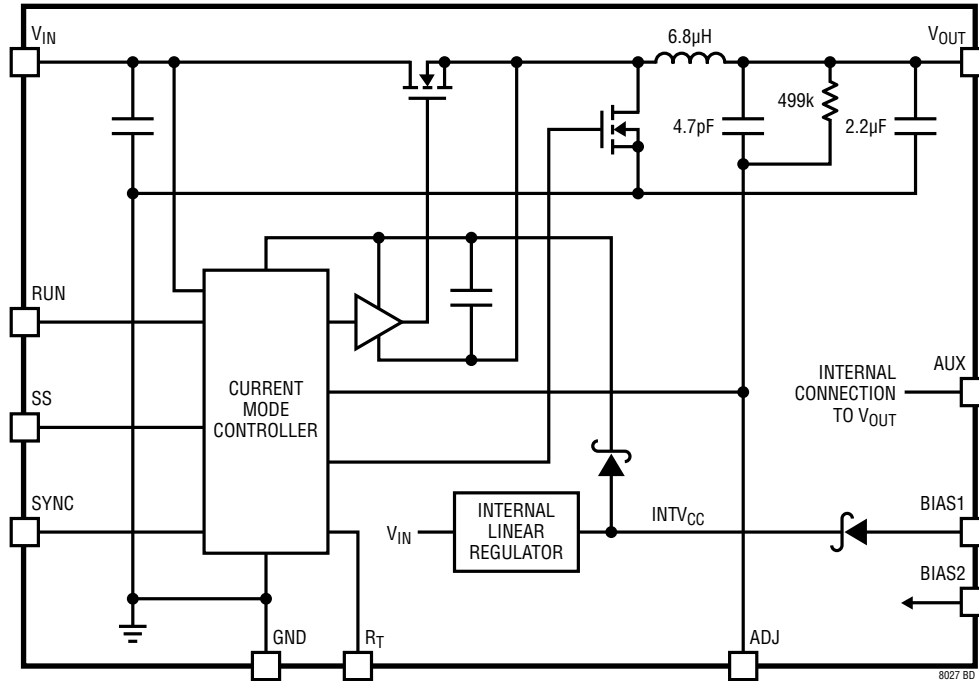 VIN
6.8µH
VOUT
499k
4.7pF
2.2µF
RUN
CURRENT
MODE
CONTROLLER
INTERNAL
CONNECTION
TO VOUT
AUX
SS
SYNC
VIN
INTERNAL
LINEAR
REGULATOR
INTVCC
BIAS1
BIAS2
GND
RT
ADJ
8027 BD